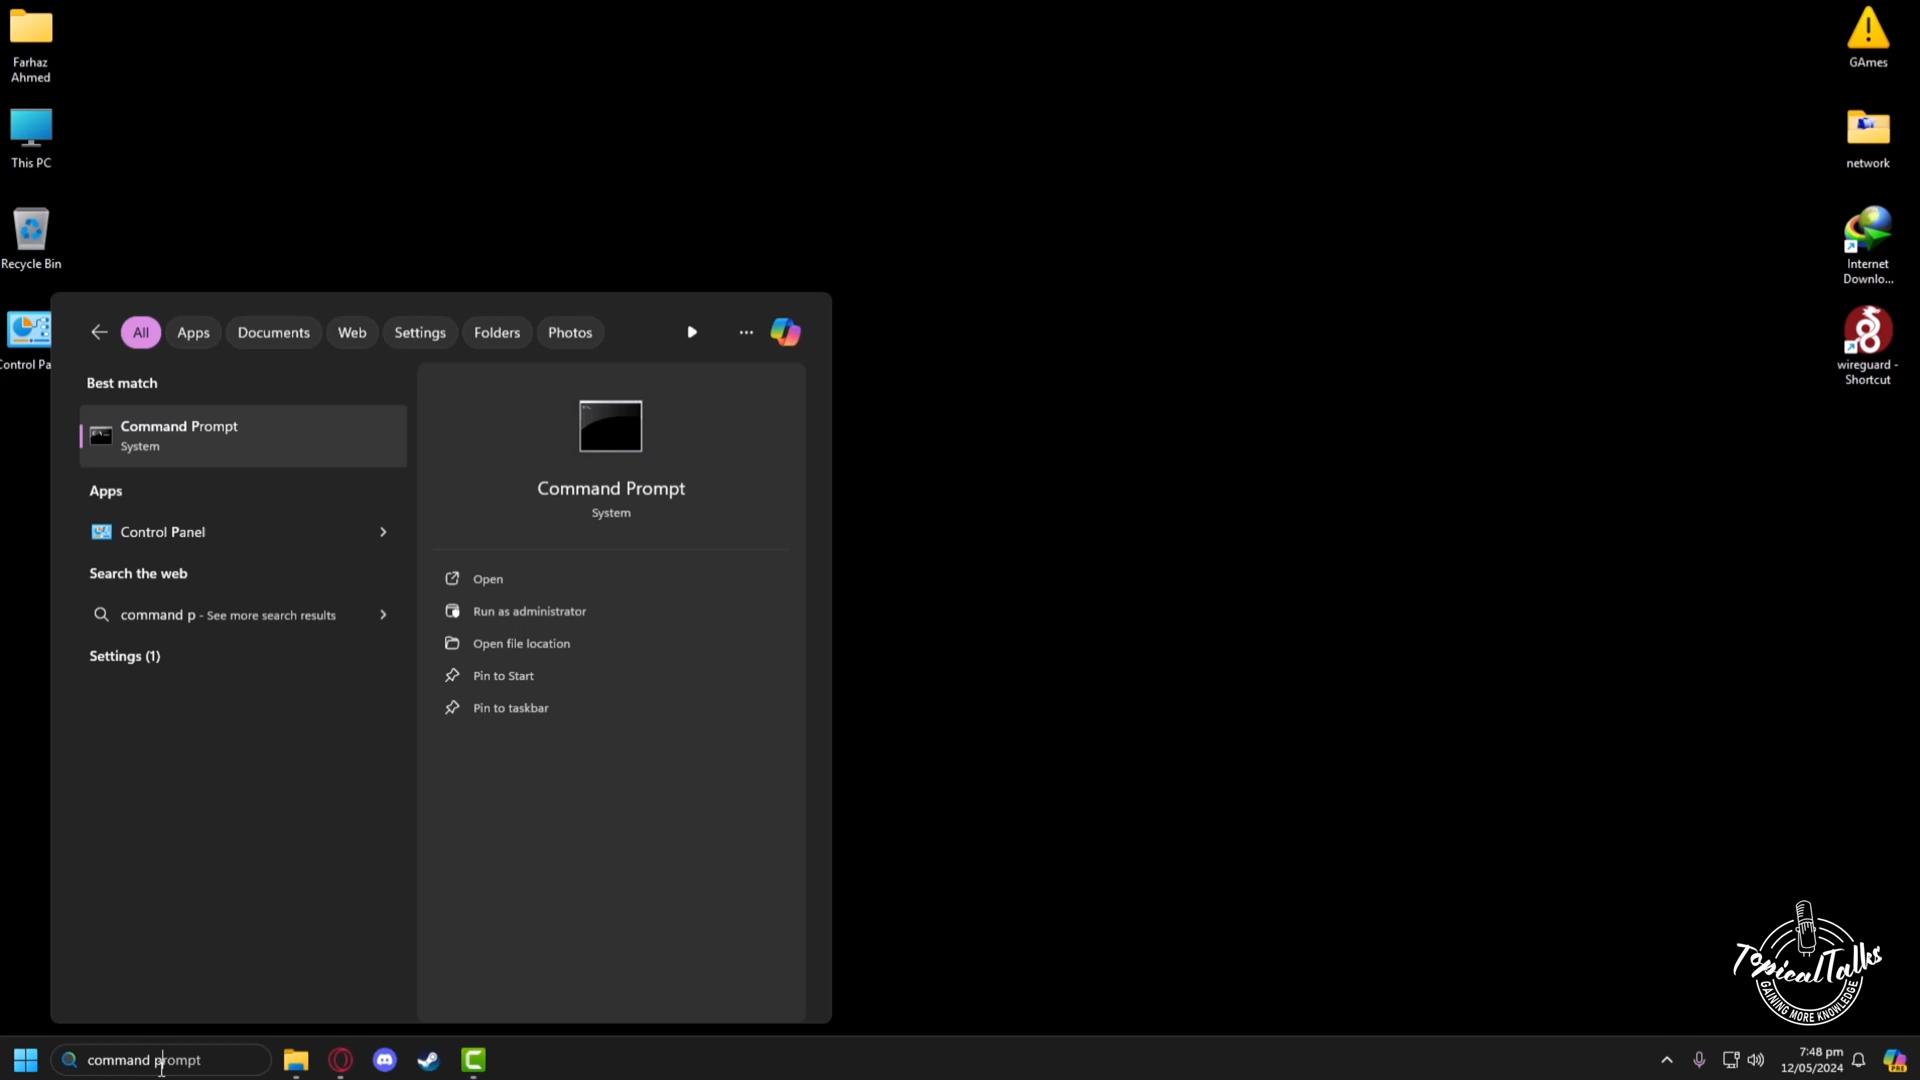 Farhaz
Ahmed
This PC
Recycle Bin
Control Pa
GAmes
network
Internet
Downlo...
wireguard -
Shortcut
All
Apps
Documents
Web
Settings
Folders
Photos
Best match
Command Prompt
System
Apps
Control Panel
Search the web
command p - See more search results
Settings (1)
Command Prompt
System
Open
Run as administrator
Open file location
Pin to Start
Pin to taskbar
TopicalTalks
GAINING MORE KNOWLEDGE
command prompt
7:48 pm
12/05/2024
PRE